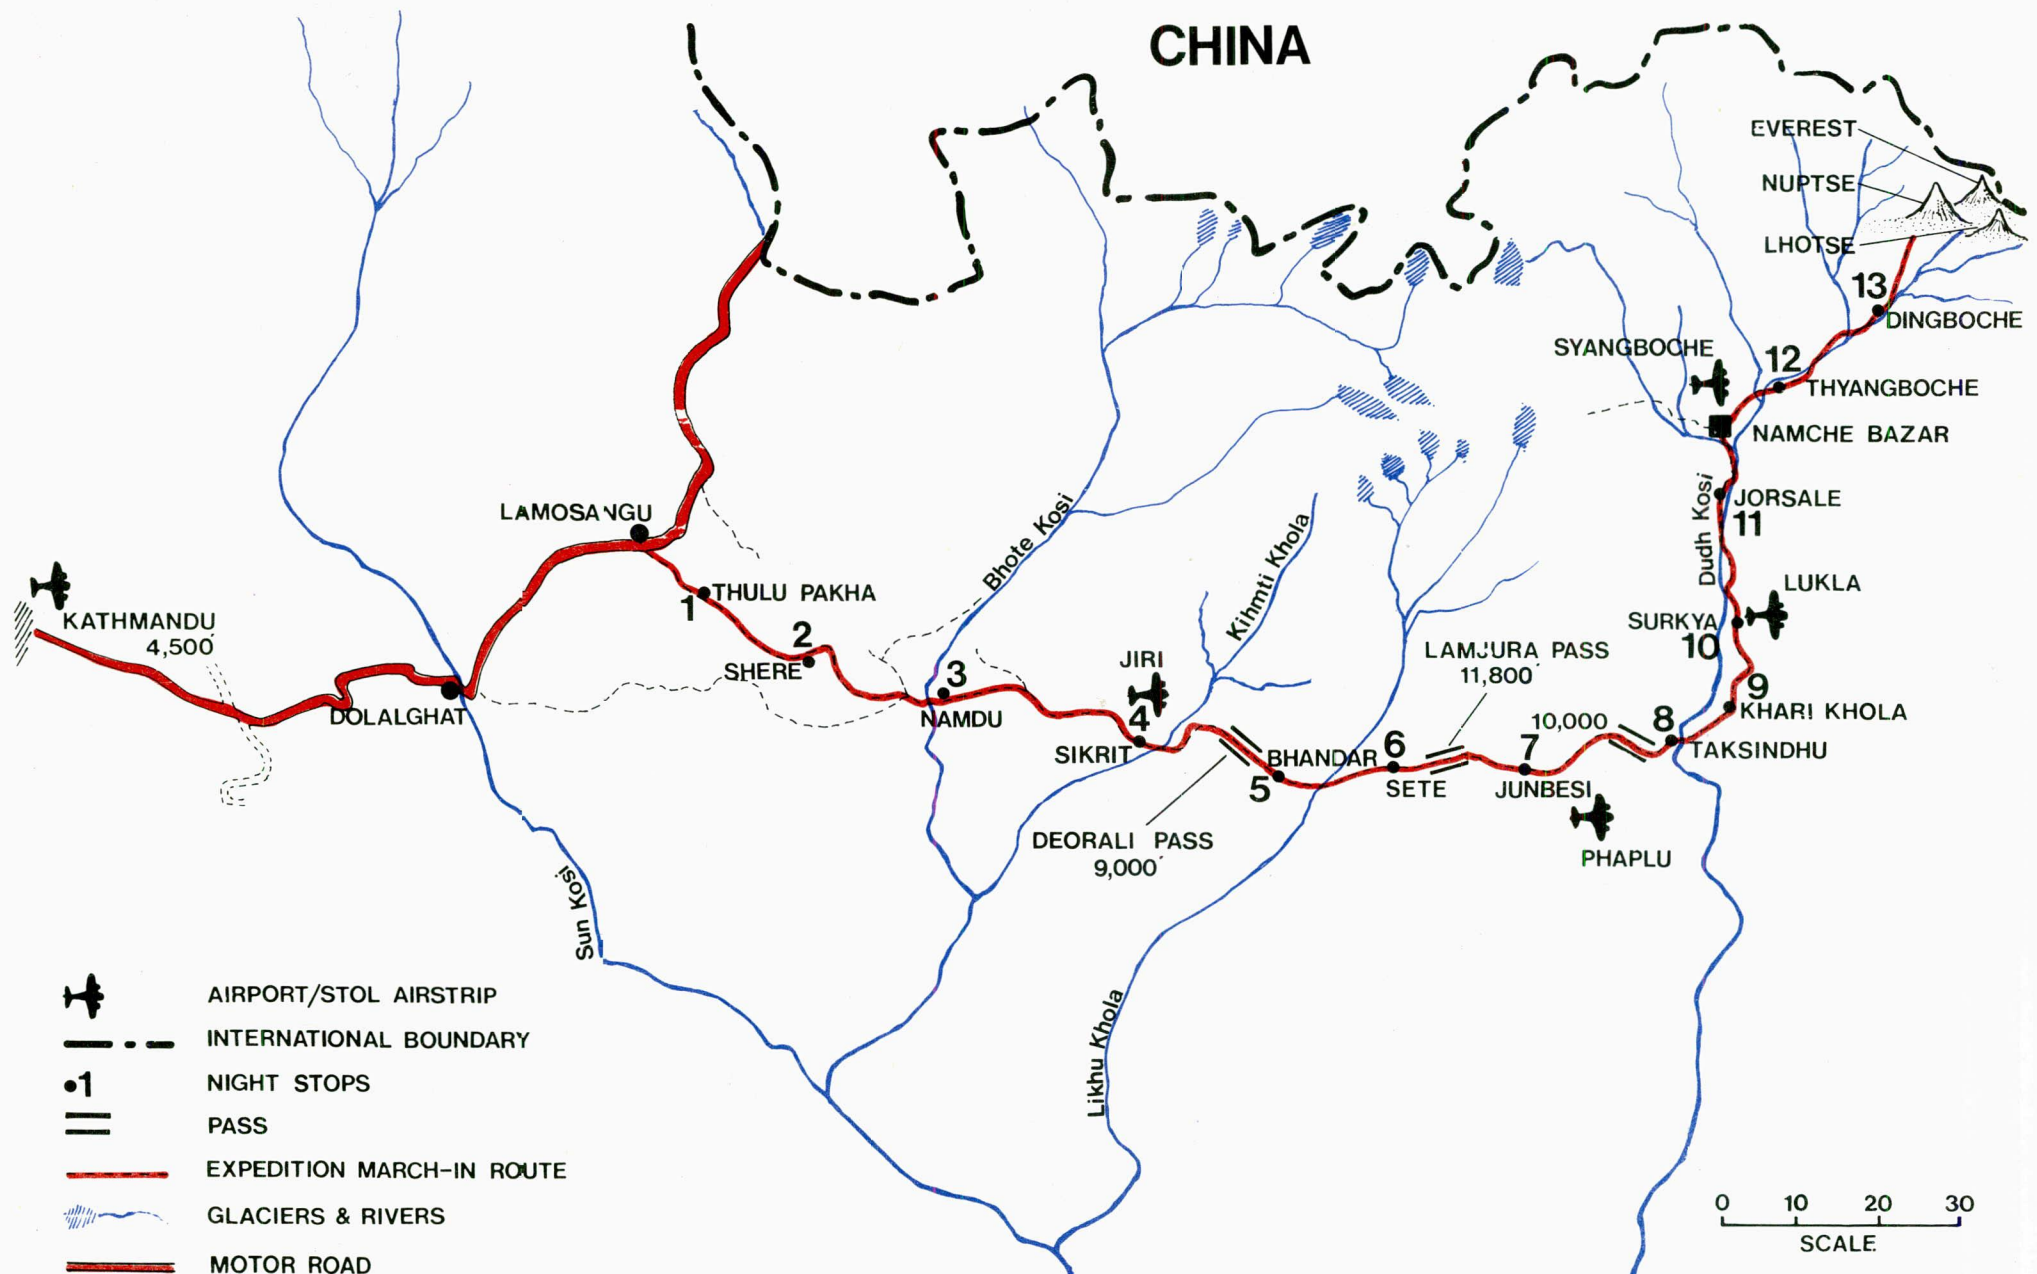 CHINA
EVEREST
NUPTSE
LHOTSE
13
DINGBOCHE
SYANGBOCHE
12
THYANGBOCHE
NAMCHE BAZAR
Dudh Kosi
JORSALE
11
LUKLA
SURKYA
10
9
KHARI KHOLA
8
TAKSINDHU
10,000
LAMJURA PASS
11,800'
7
JUNBESI
PHAPLU
6
SETE
BHANDAR
5
DEORALI PASS
9,000'
Kihmti Khola
JIRI
4
SIKRIT
Bhote Kosi
3
NAMDU
2
SHERE
THULU PAKHA
1
LAMOSANGU
KATHMANDU
4,500'
DOLALGHAT
Sun Kosi
Likhu Khola
AIRPORT/STOL AIRSTRIP
INTERNATIONAL BOUNDARY
1 NIGHT STOPS
PASS
EXPEDITION MARCH-IN ROUTE
GLACIERS & RIVERS
MOTOR ROAD
0 10 20 30
SCALE